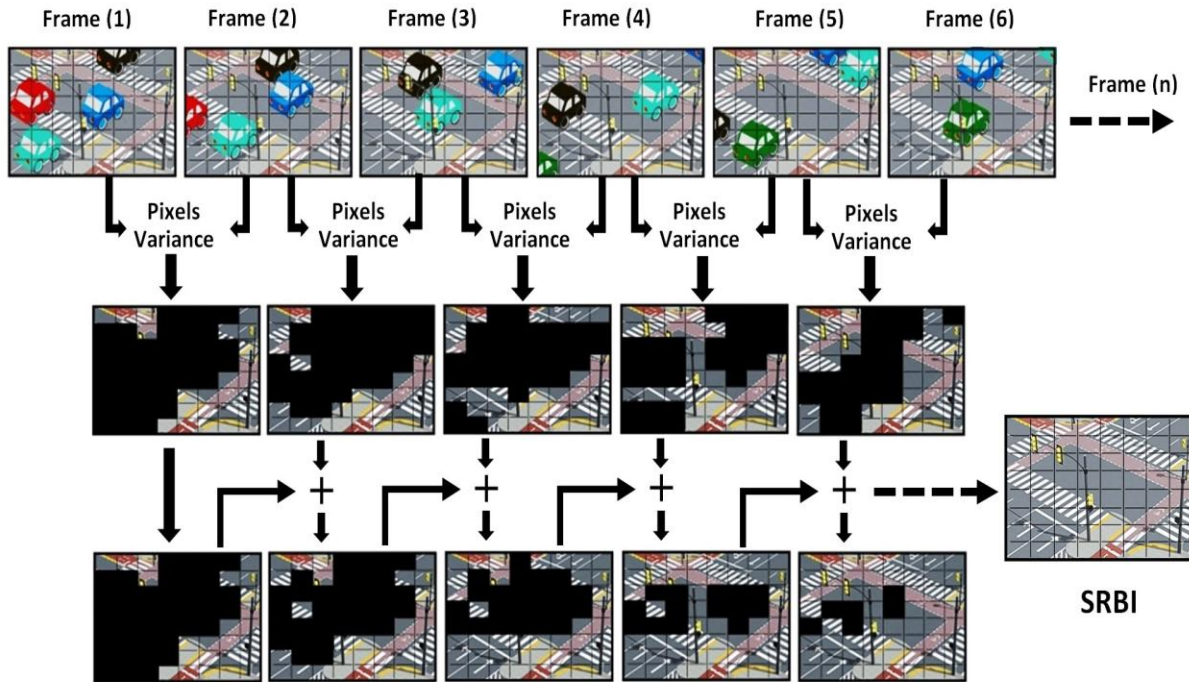 Frame (1)
Frame (2)
Frame (3)
Frame (4)
Frame (5)
Frame (6)
Frame (n)
Pixels
Variance
Pixels
Variance
Pixels
Variance
Pixels
Variance
Pixels
Variance
+
+
+
+
SRBI